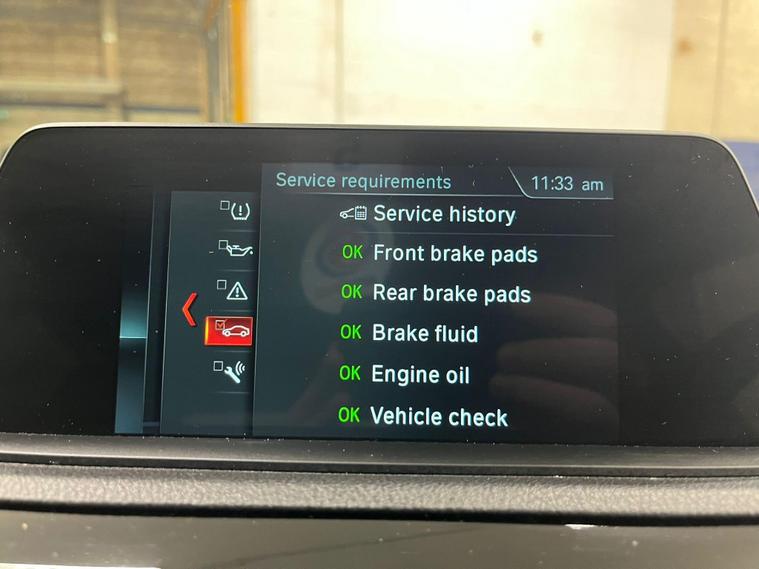 Service requirements
11:33 am
Service history
OK Front brake pads
OK Rear brake pads
OK Brake fluid
OK Engine oil
OK Vehicle check